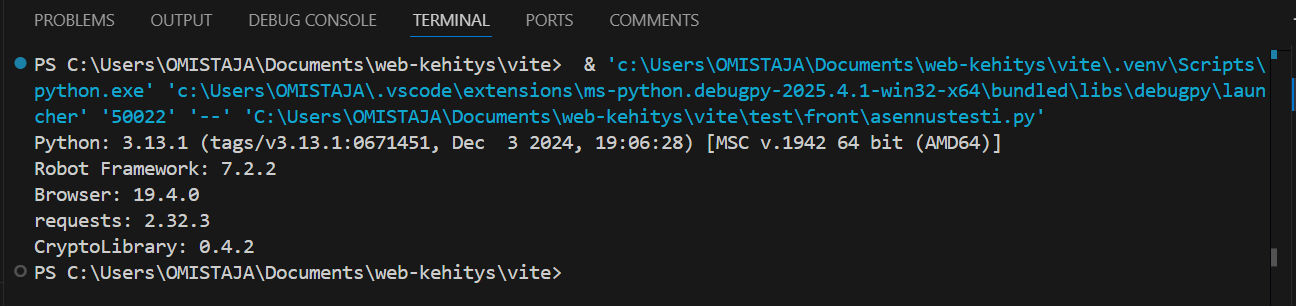 PROBLEMS OUTPUT DEBUG CONSOLE TERMINAL PORTS COMMENTS
PS C:\Users\OMISTAJA\Documents\web-kehitys\vite>  & 'c:\Users\OMISTAJA\Documents\web-kehitys\vite\.venv\Scripts\
python.exe' 'c:\Users\OMISTAJA\.vscode\extensions\ms-python.debugpy-2025.4.1-win32-x64\bundled\libs\debugpy\laun
cher' '50022' '--' 'C:\Users\OMISTAJA\Documents\web-kehitys\vite\test\front\asennustesti.py'
Python: 3.13.1 (tags/v3.13.1:0671451, Dec  3 2024, 19:06:28) [MSC v.1942 64 bit (AMD64)]
Robot Framework: 7.2.2
Browser: 19.4.0
requests: 2.32.3
CryptoLibrary: 0.4.2
PS C:\Users\OMISTAJA\Documents\web-kehitys\vite>